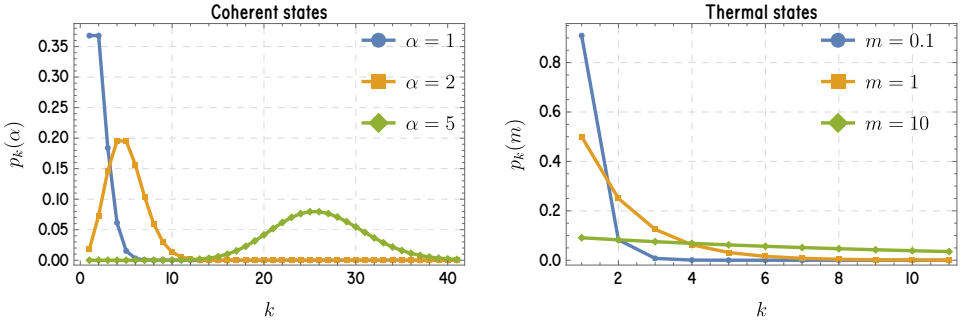 Coherent states
0.35
0.30
0.25
0.20
0.15
0.10
0.05
0.00
p_k(α)
0 10 20 30 40
k
α = 1
α = 2
α = 5
Thermal states
0.8
0.6
0.4
0.2
0.0
p_k(m)
2 4 6 8 10
k
m = 0.1
m = 1
m = 10